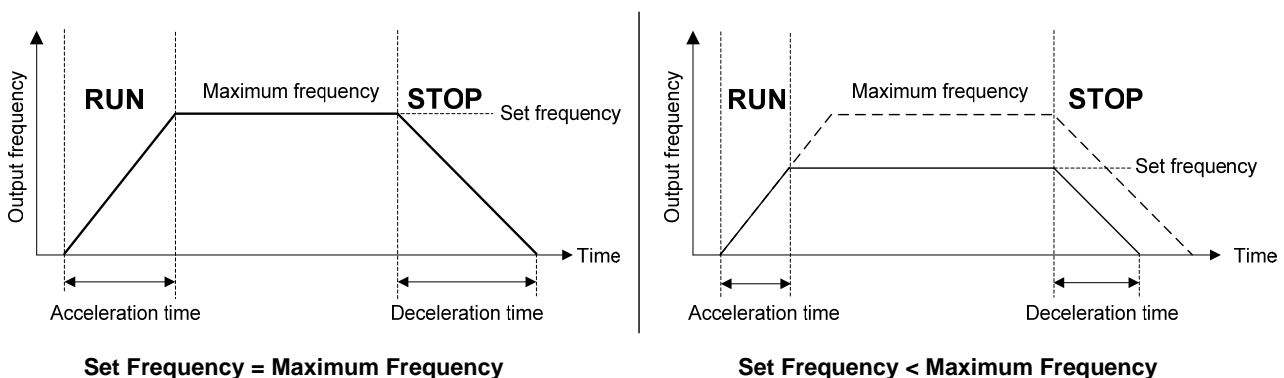 Output frequency
RUN
Maximum frequency
STOP
Set frequency
Time
Acceleration time
Deceleration time
Set Frequency = Maximum Frequency
Output frequency
RUN
Maximum frequency
STOP
Set frequency
Time
Acceleration time
Deceleration time
Set Frequency < Maximum Frequency